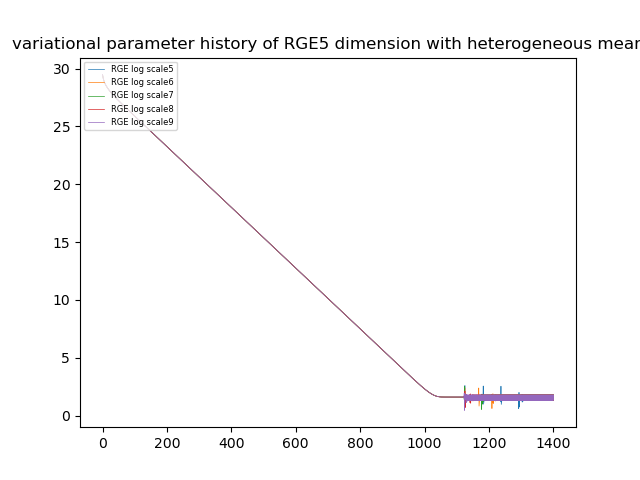 variational parameter history of RGE5 dimension with heterogeneous mean
30
25
20
15
10
5
0
RGE log scale5
RGE log scale6
RGE log scale7
RGE log scale8
RGE log scale9
0 200 400 600 800 1000 1200 1400